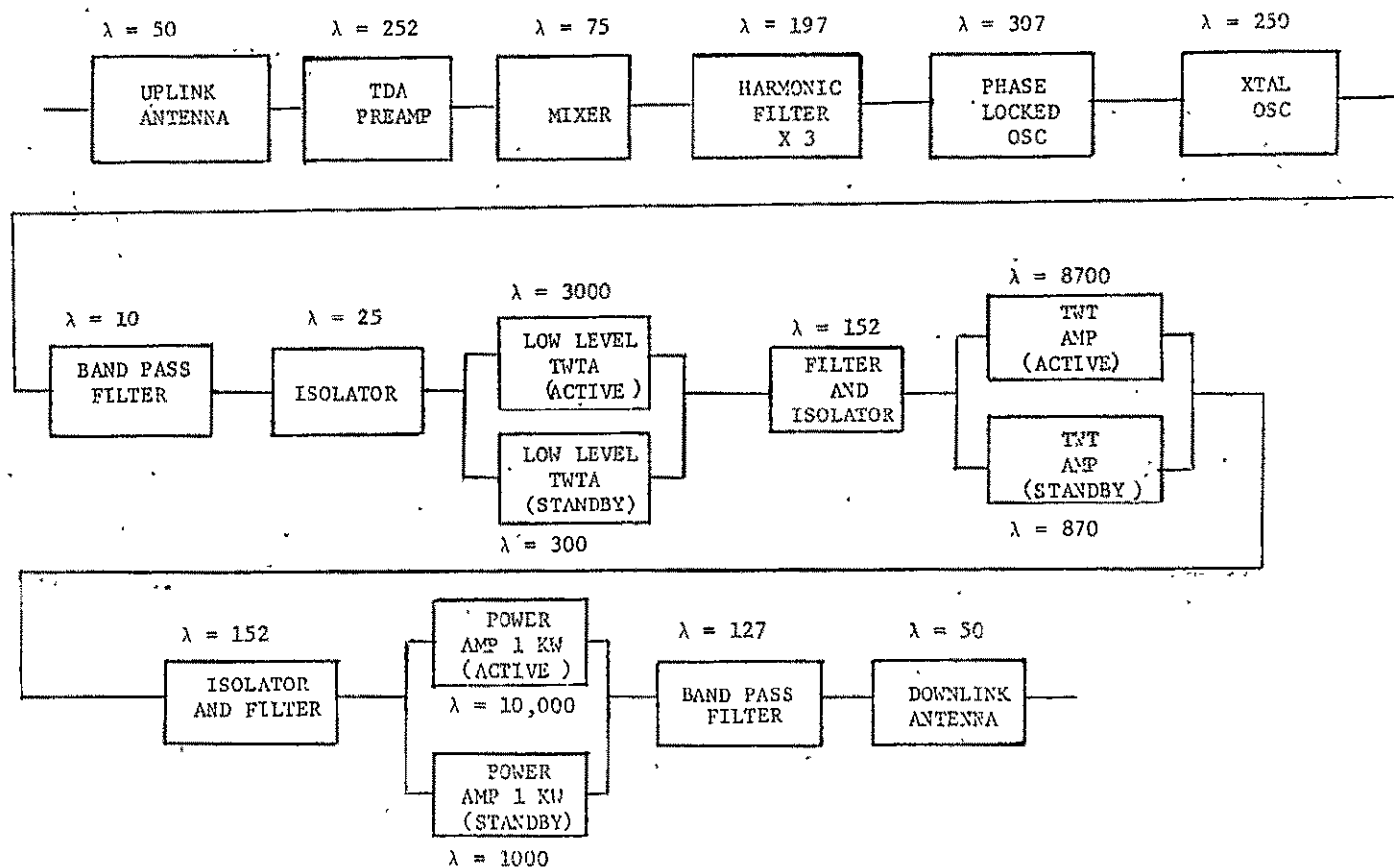 λ = 50
UPLINK
ANTENNA
λ = 252
TDA
PREAMP
λ = 75
MIXER
λ = 197
HARMONIC
FILTER
X 3
λ = 307
PHASE
LOCKED
OSC
λ = 250
XTAL
OSC
λ = 10
BAND PASS
FILTER
λ = 25
ISOLATOR
λ = 3000
LOW LEVEL
TWTA
(ACTIVE)
LOW LEVEL
TWTA
(STANDBY)
λ = 300
λ = 152
FILTER
AND
ISOLATOR
λ = 8700
TWT
AMP
(ACTIVE)
TWT
AMP
(STANDBY)
λ = 870
λ = 152
ISOLATOR
AND FILTER
POWER
AMP 1 KW
(ACTIVE)
λ = 10,000
POWER
AMP 1 KW
(STANDBY)
λ = 1000
λ = 127
BAND PASS
FILTER
λ = 50
DOWNLINK
ANTENNA